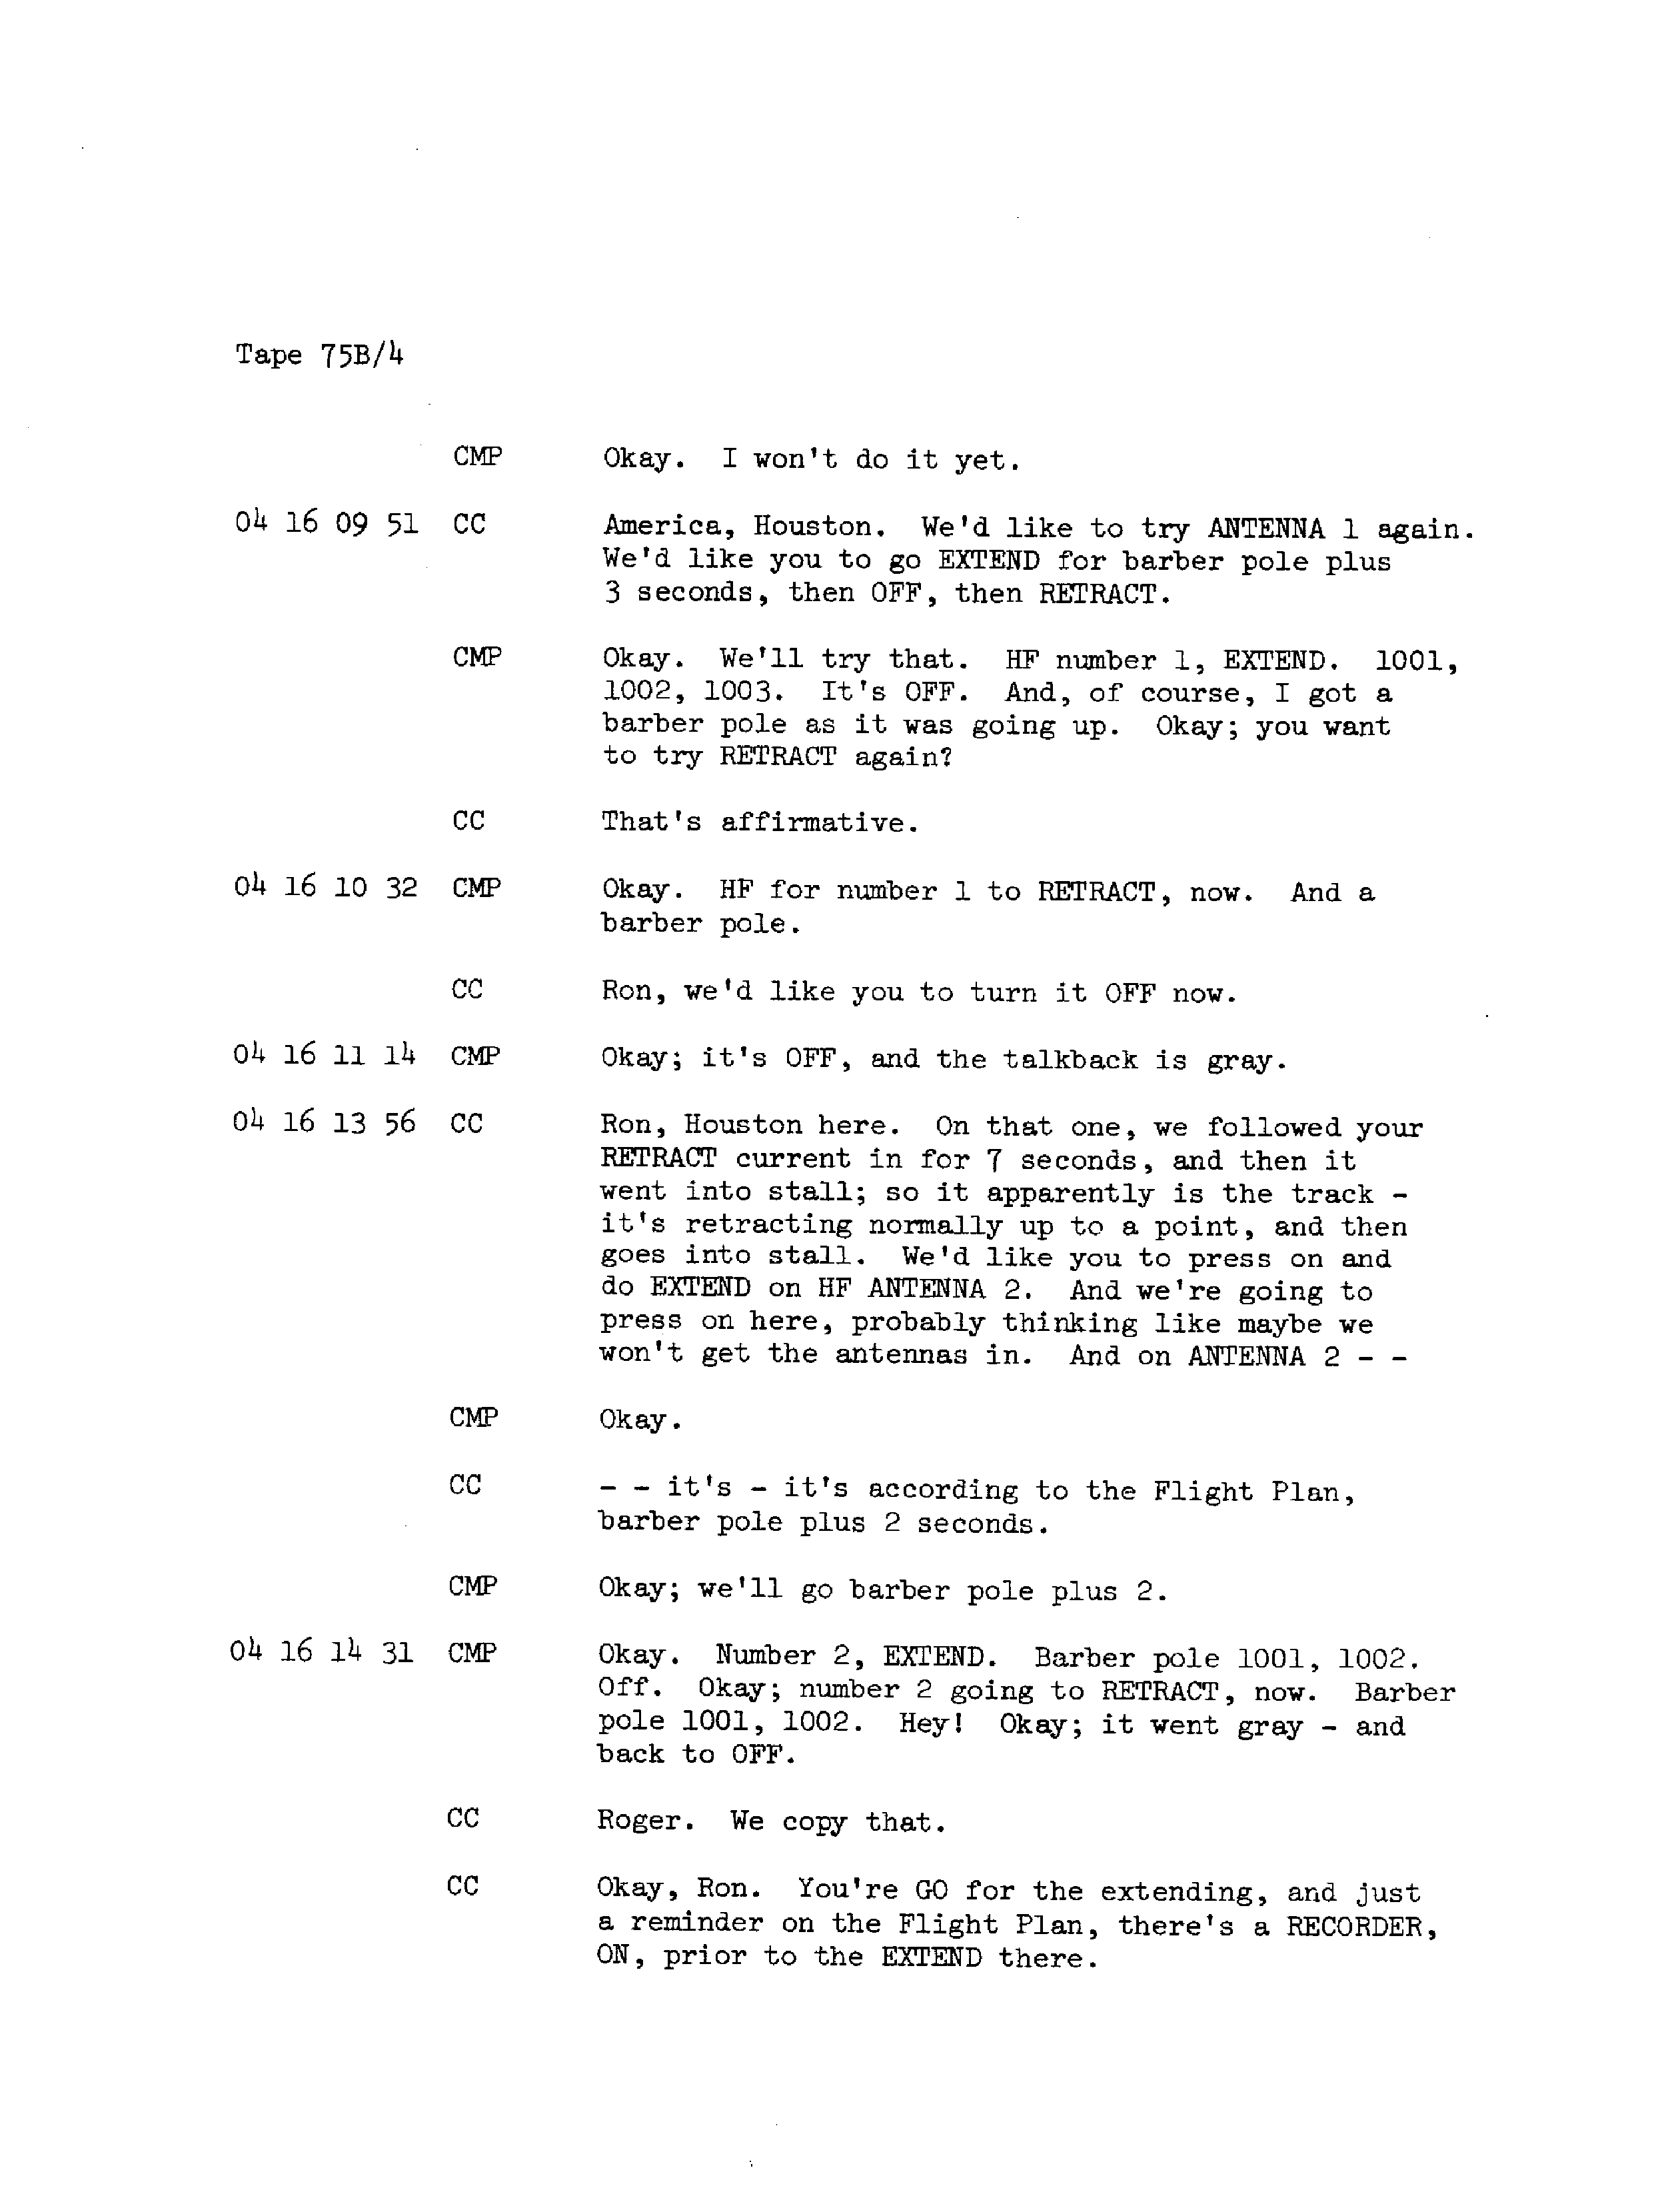 Tape 75B/4
CMP Okay. I won't do it yet.
04 16 09 51 CC America, Houston. We'd like to try ANTENNA 1 again.
We'd like you to go EXTEND for barber pole plus
3 seconds, then OFF, then RETRACT.
CMP Okay. We'll try that. HF number 1, EXTEND. 1001,
1002, 1003. It's OFF. And, of course, I got a
barber pole as it was going up. Okay; you want
to try RETRACT again?
CC That's affirmative.
04 16 10 32 CMP Okay. HF for number 1 to RETRACT, now. And a
barber pole.
CC Ron, we'd like you to turn it OFF now.
04 16 11 14 CMP Okay; it's OFF, and the talkback is gray.
04 16 13 56 CC Ron, Houston here. On that one, we followed your
RETRACT current in for 7 seconds, and then it
went into stall; so it apparently is the track -
it's retracting normally up to a point, and then
goes into stall. We'd like you to press on and
do EXTEND on HF ANTENNA 2. And we're going to
press on here, probably thinking like maybe we
won't get the antennas in. And on ANTENNA 2 - -
CMP Okay.
CC - - it's - it's according to the Flight Plan,
barber pole plus 2 seconds.
CMP Okay; we'll go barber pole plus 2.
04 16 14 31 CMP Okay. Number 2, EXTEND. Barber pole 1001, 1002.
Off. Okay; number 2 going to RETRACT, now. Barber
pole 1001, 1002. Hey! Okay; it went gray - and
back to OFF.
CC Roger. We copy that.
CC Okay, Ron. You're GO for the extending, and just
a reminder on the Flight Plan, there's a RECORDER,
ON, prior to the EXTEND there.